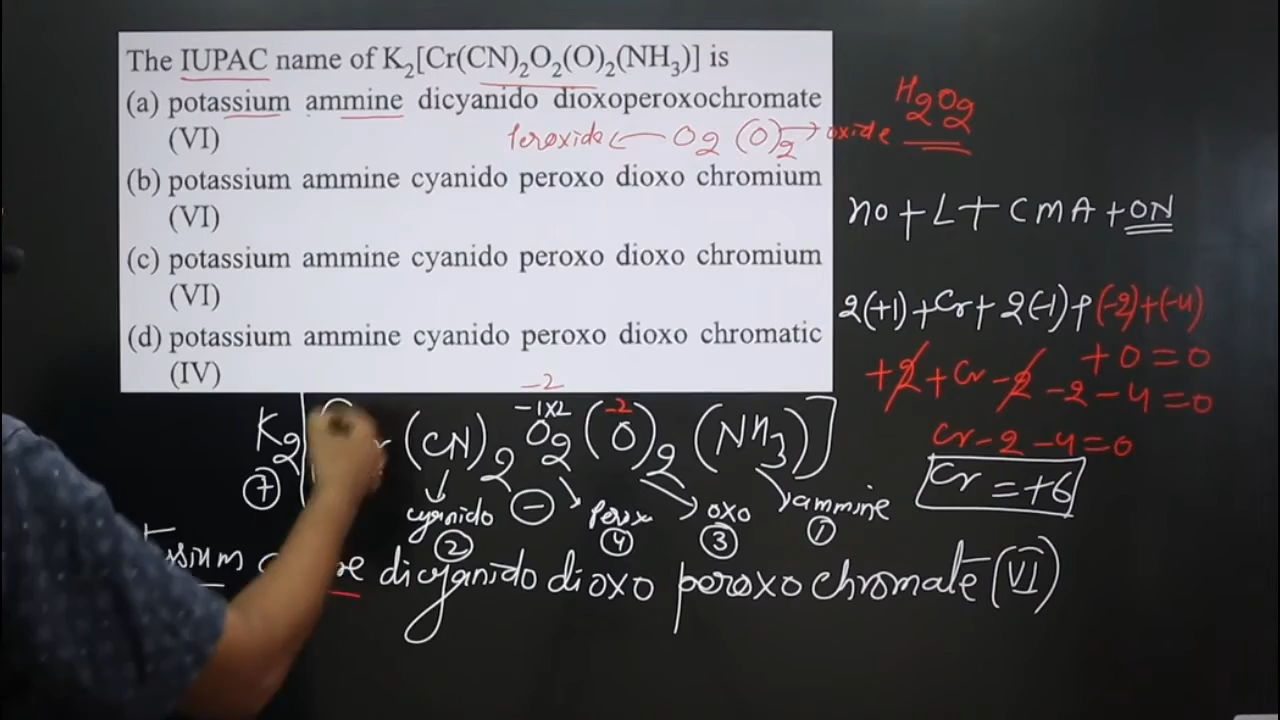 The IUPAC name of K₂[Cr(CN)₂O₂(O)₂(NH₃)] is
(a) potassium ammine dicyanido dioxoperoxochromate
(VI)
Peroxide ← O2 (O)2 → oxide
(b) potassium ammine cyanido peroxo dioxo chromium
(VI)
(c) potassium ammine cyanido peroxo dioxo chromium
(VI)
(d) potassium ammine cyanido peroxo dioxo chromatic
(IV)
H2O2
no + L + CMA + ON
2(+1) + Cr + 2(-1) + (-2) + (-4)
+ 0 = 0
+2 + Cr - 2 - 2 - 4 = 0
Cr - 2 - 4 = 0
Cr = +6
-2
-1x2 -2
K2 [ (CN)2 O2 (O)2 (NH3)]
7 cyanido - perox oxo ammine
2 4 3 1
dicyanido dioxo peroxo chromate (VI)